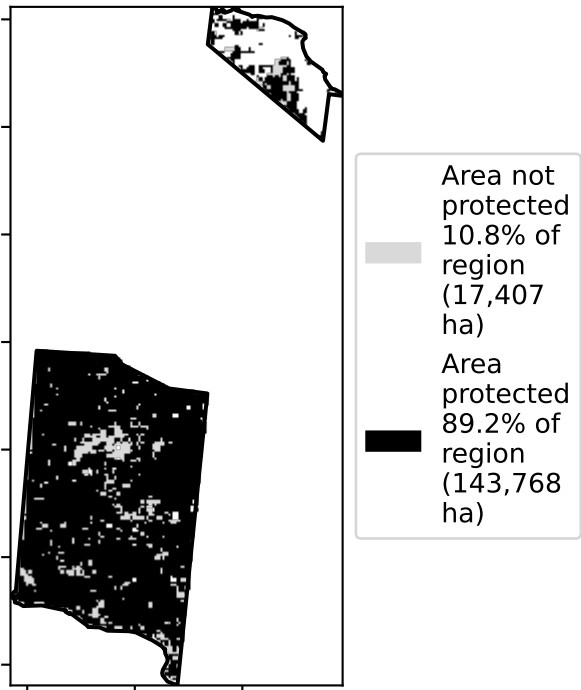 Area not
protected
10.8% of
region
(17,407
ha)
Area
protected
89.2% of
region
(143,768
ha)